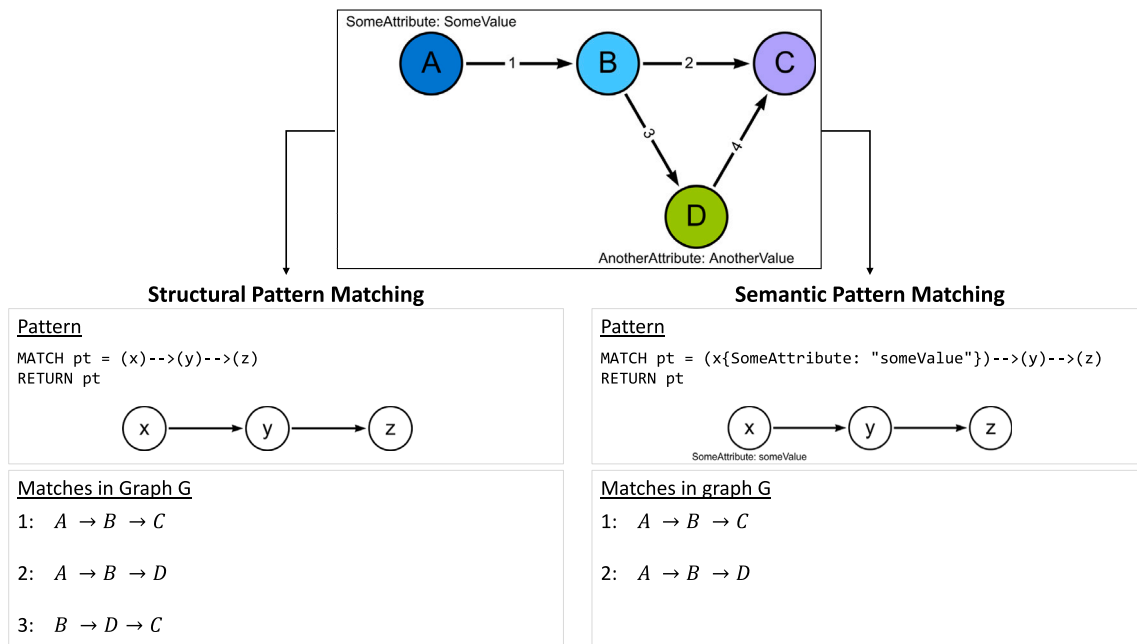 SomeAttribute: SomeValue
A 1 B 2 C
3 4
D
AnotherAttribute: AnotherValue
Structural Pattern Matching
Pattern
MATCH pt = (x)-->(y)-->(z)
RETURN pt
x y z
Matches in Graph G
1: A → B → C
2: A → B → D
3: B → D → C
Semantic Pattern Matching
Pattern
MATCH pt = (x{SomeAttribute: "someValue"})-->(y)-->(z)
RETURN pt
x y z
SomeAttribute: someValue
Matches in graph G
1: A → B → C
2: A → B → D